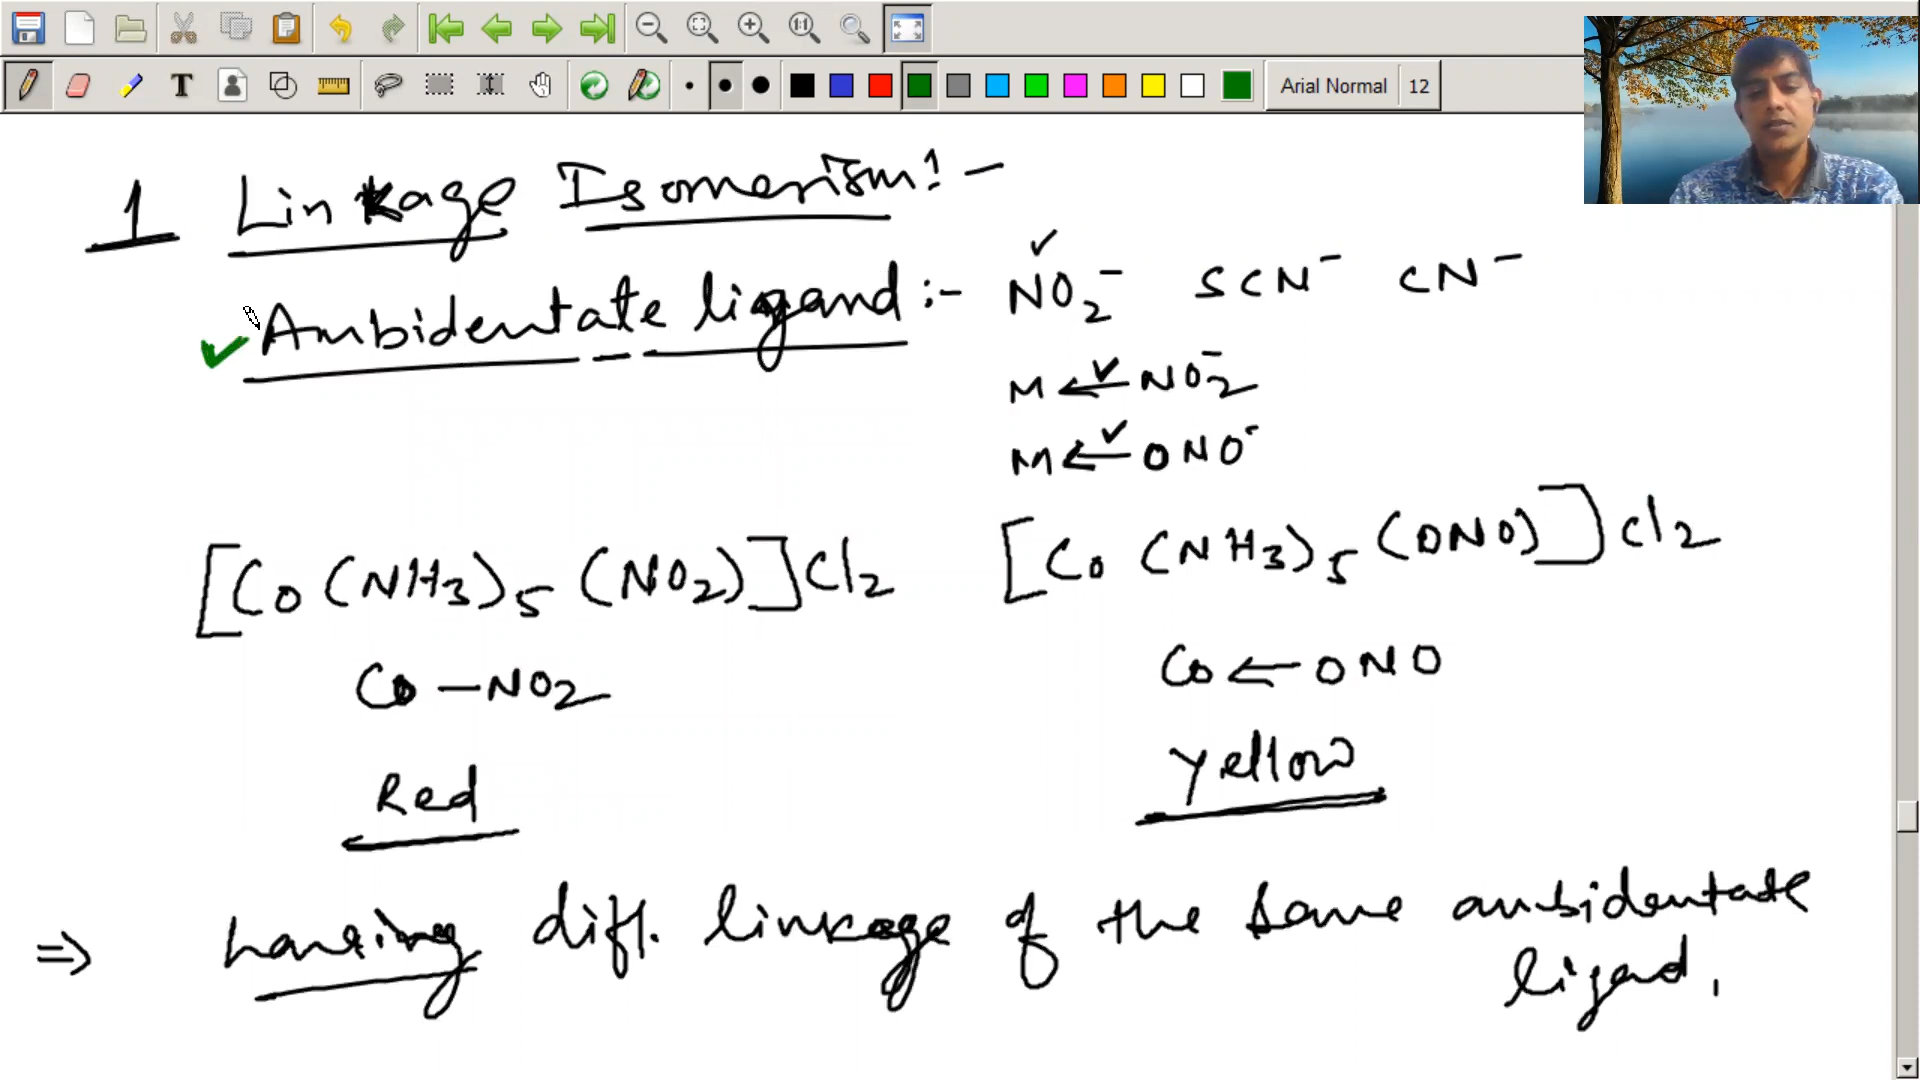 Arial Normal 12
1 Linkage Isomerism:-
Ambidentate ligand :- NO2⁻ SCN⁻ CN⁻
M ← NO2⁻
M ← ONO⁻
[Co (NH3)5 (NO2)] Cl2 [Co (NH3)5 (ONO)] Cl2
Co — NO2 Co ← ONO
Red Yellow
⇒ having diff. linkage of the same ambidentate
ligand.